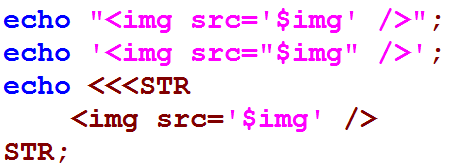 echo "<img src='$img' />";
echo '<img src="$img" />';
echo <<<STR
    <img src='$img' />
STR;